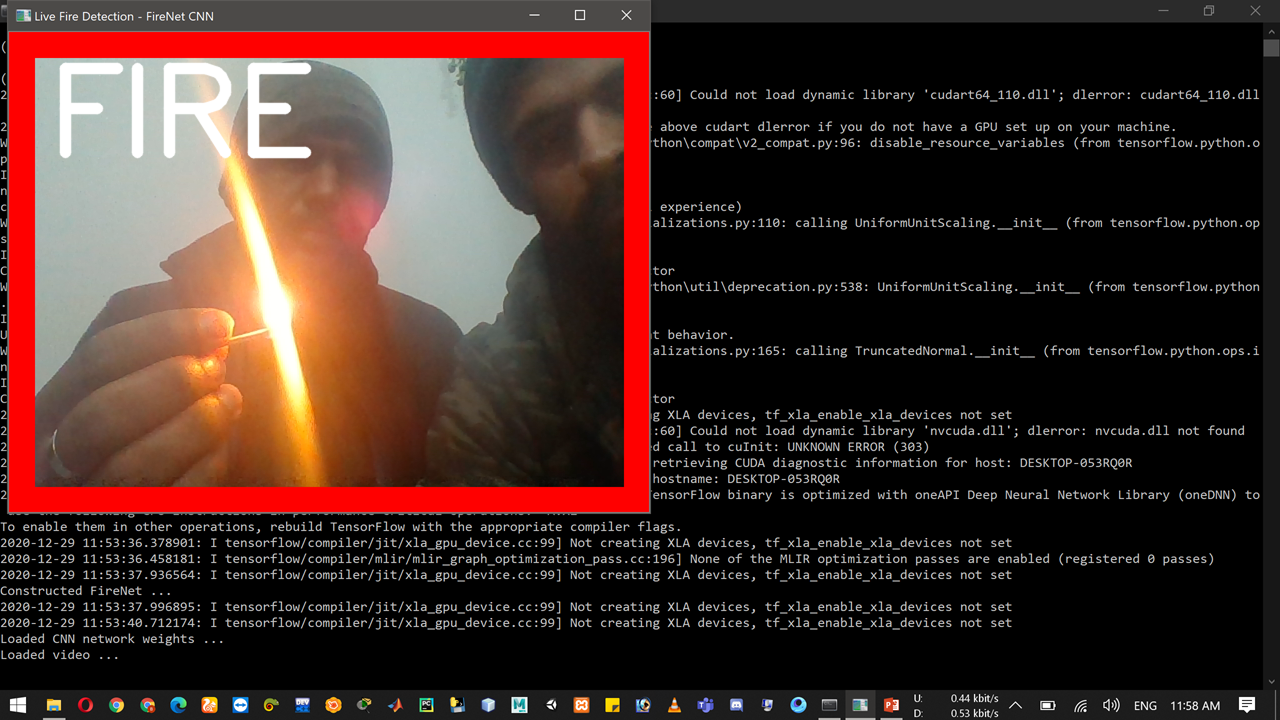 Live Fire Detection - FireNet CNN
FIRE
:60] Could not load dynamic library 'cudart64_110.dll'; dlerror: cudart64_110.dll
above cudart dlerror if you do not have a GPU set up on your machine.
thon\compat\v2_compat.py:96: disable_resource_variables (from tensorflow.python.o
experience)
alizations.py:110: calling UniformUnitScaling.__init__ (from tensorflow.python.op
tor
thon\util\deprecation.py:538: UniformUnitScaling.__init__ (from tensorflow.python
t behavior.
alizations.py:165: calling TruncatedNormal.__init__ (from tensorflow.python.ops.i
tor
g XLA devices, tf_xla_enable_xla_devices not set
:60] Could not load dynamic library 'nvcuda.dll'; dlerror: nvcuda.dll not found
d call to cuInit: UNKNOWN ERROR (303)
retrieving CUDA diagnostic information for host: DESKTOP-053RQ0R
hostname: DESKTOP-053RQ0R
ensorFlow binary is optimized with oneAPI Deep Neural Network Library (oneDNN) to
To enable them in other operations, rebuild TensorFlow with the appropriate compiler flags.
2020-12-29 11:53:36.378901: I tensorflow/compiler/jit/xla_gpu_device.cc:99] Not creating XLA devices, tf_xla_enable_xla_devices not set
2020-12-29 11:53:36.458181: I tensorflow/compiler/mlir/mlir_graph_optimization_pass.cc:196] None of the MLIR optimization passes are enabled (registered 0 passes)
2020-12-29 11:53:37.936564: I tensorflow/compiler/jit/xla_gpu_device.cc:99] Not creating XLA devices, tf_xla_enable_xla_devices not set
Constructed FireNet ...
2020-12-29 11:53:37.996895: I tensorflow/compiler/jit/xla_gpu_device.cc:99] Not creating XLA devices, tf_xla_enable_xla_devices not set
2020-12-29 11:53:40.712174: I tensorflow/compiler/jit/xla_gpu_device.cc:99] Not creating XLA devices, tf_xla_enable_xla_devices not set
Loaded CNN network weights ...
Loaded video ...
U: 0.44 kbit/s
D: 0.53 kbit/s
ENG
11:58 AM